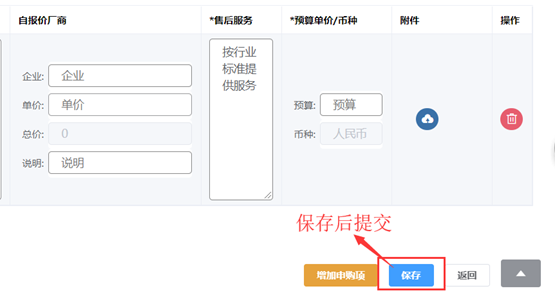 自报价厂商 *售后服务 *预算单价/币种 附件 操作
企业: 企业
单价: 单价
总价: 0
说明: 说明
按行业
标准提
供服务
预算: 预算
币种: 人民币
保存后提交
增加申购项 保存 返回